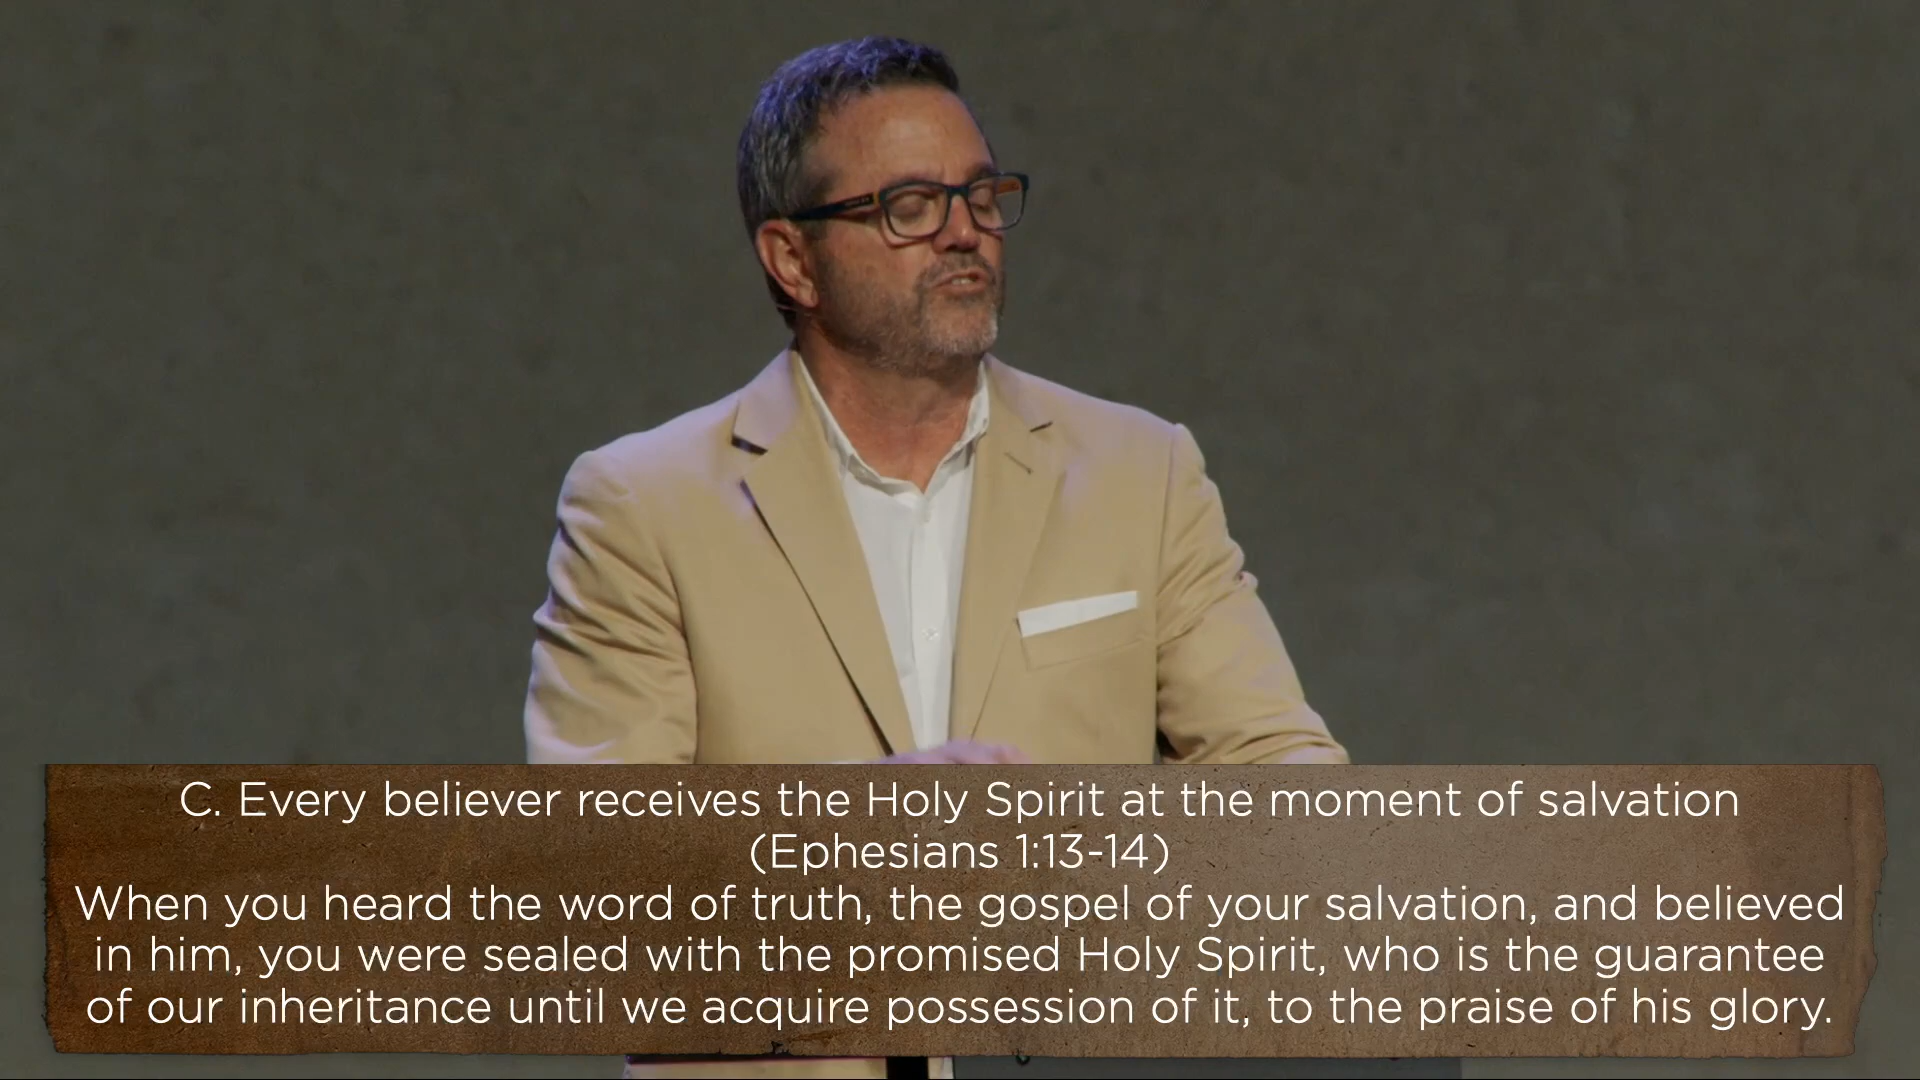 C. Every believer receives the Holy Spirit at the moment of salvation
(Ephesians 1:13-14)
When you heard the word of truth, the gospel of your salvation, and believed
in him, you were sealed with the promised Holy Spirit, who is the guarantee
of our inheritance until we acquire possession of it, to the praise of his glory.